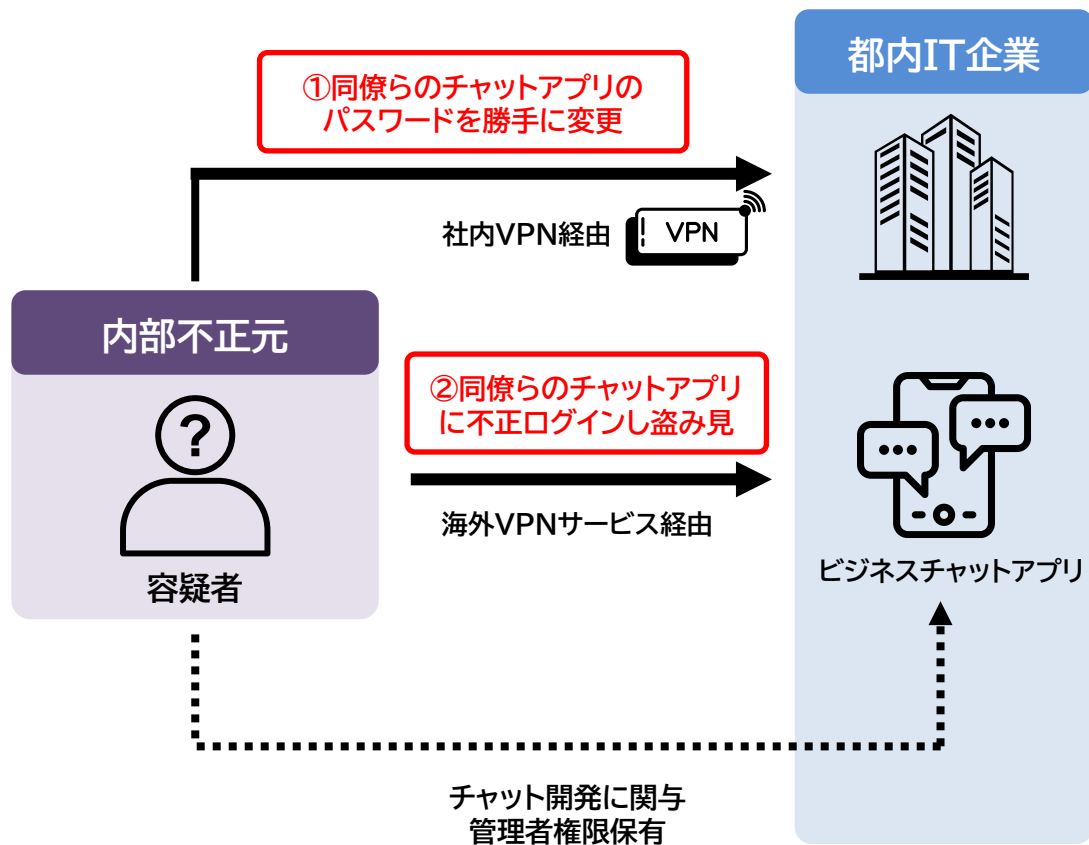 都内IT企業
①同僚らのチャットアプリの
パスワードを勝手に変更
社内VPN経由
VPN
内部不正元
?
容疑者
②同僚らのチャットアプリ
に不正ログインし盗み見
海外VPNサービス経由
ビジネスチャットアプリ
チャット開発に関与
管理者権限保有